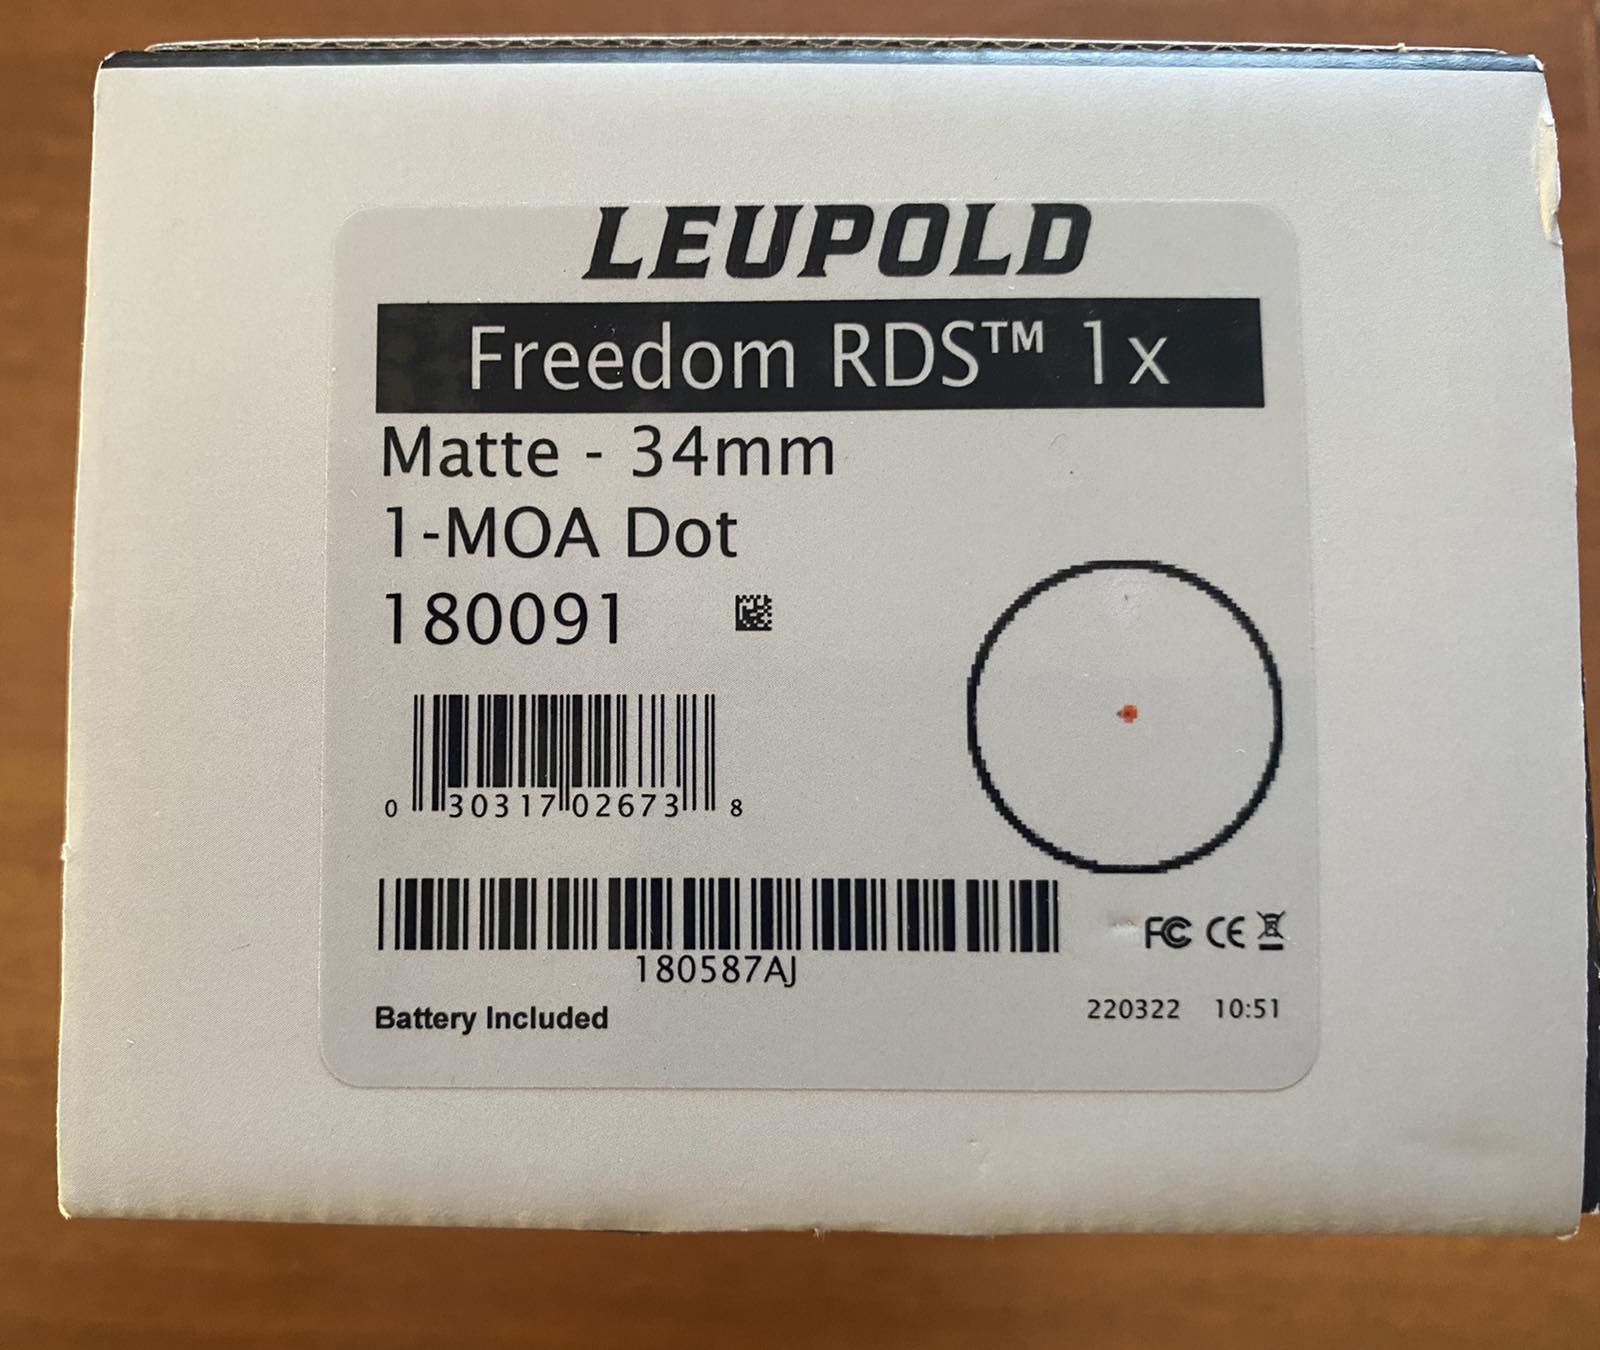 LEUPOLD
Freedom RDS™ 1x
Matte - 34mm
1-MOA Dot
180091
0 30317 02673 8
180587AJ
FC CE
Battery Included
220322 10:51